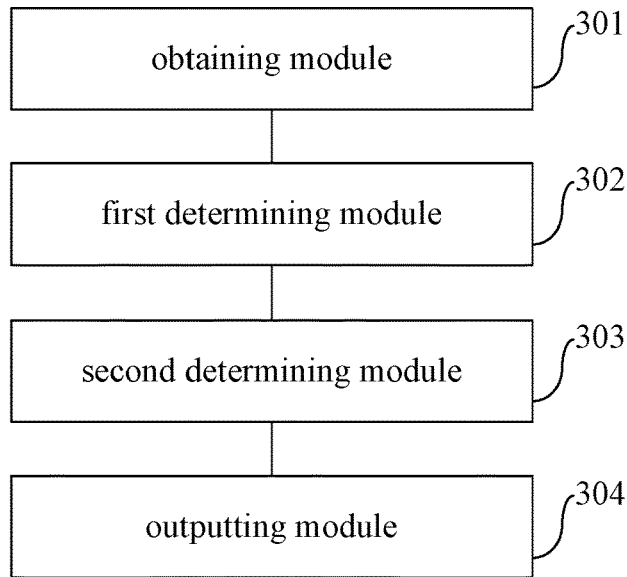 301
obtaining module
302
first determining module
303
second determining module
304
outputting module